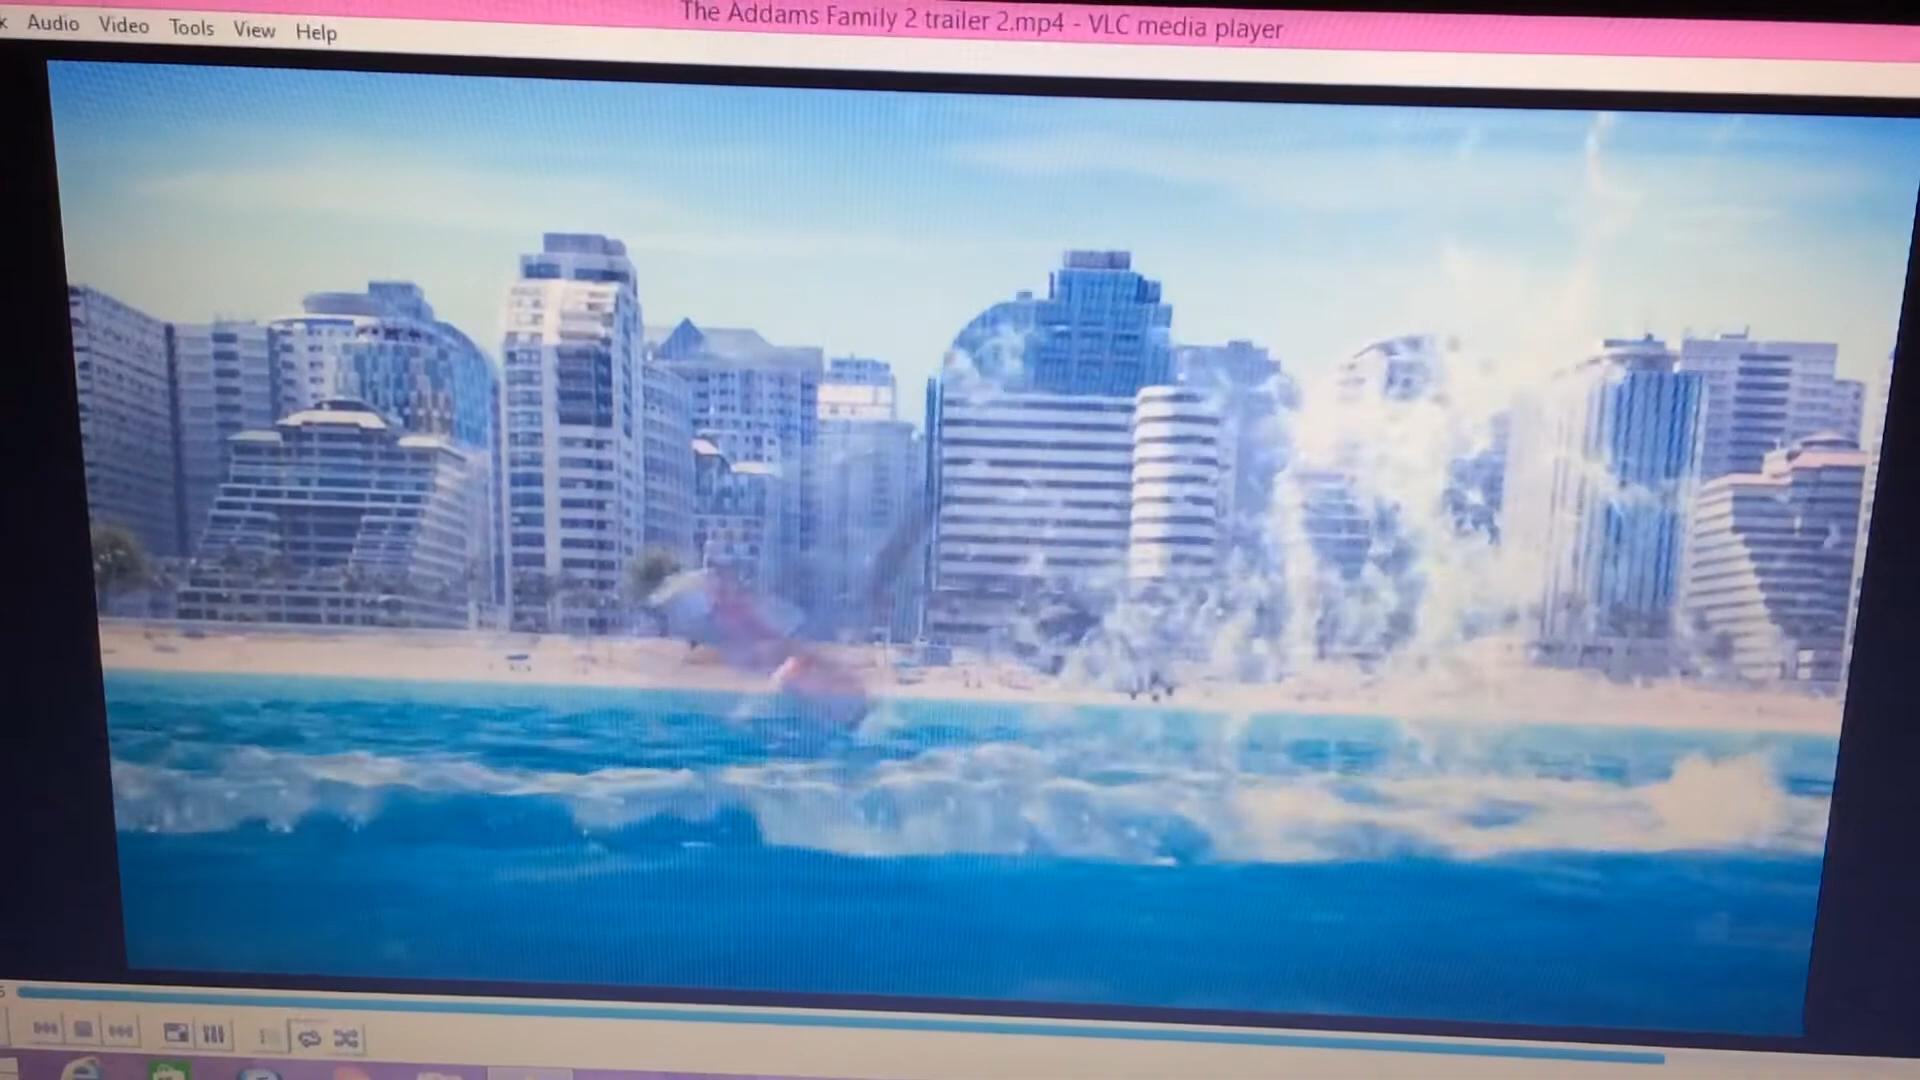 The Addams Family 2 trailer 2.mp4 - VLC media player
Audio Video Tools View Help